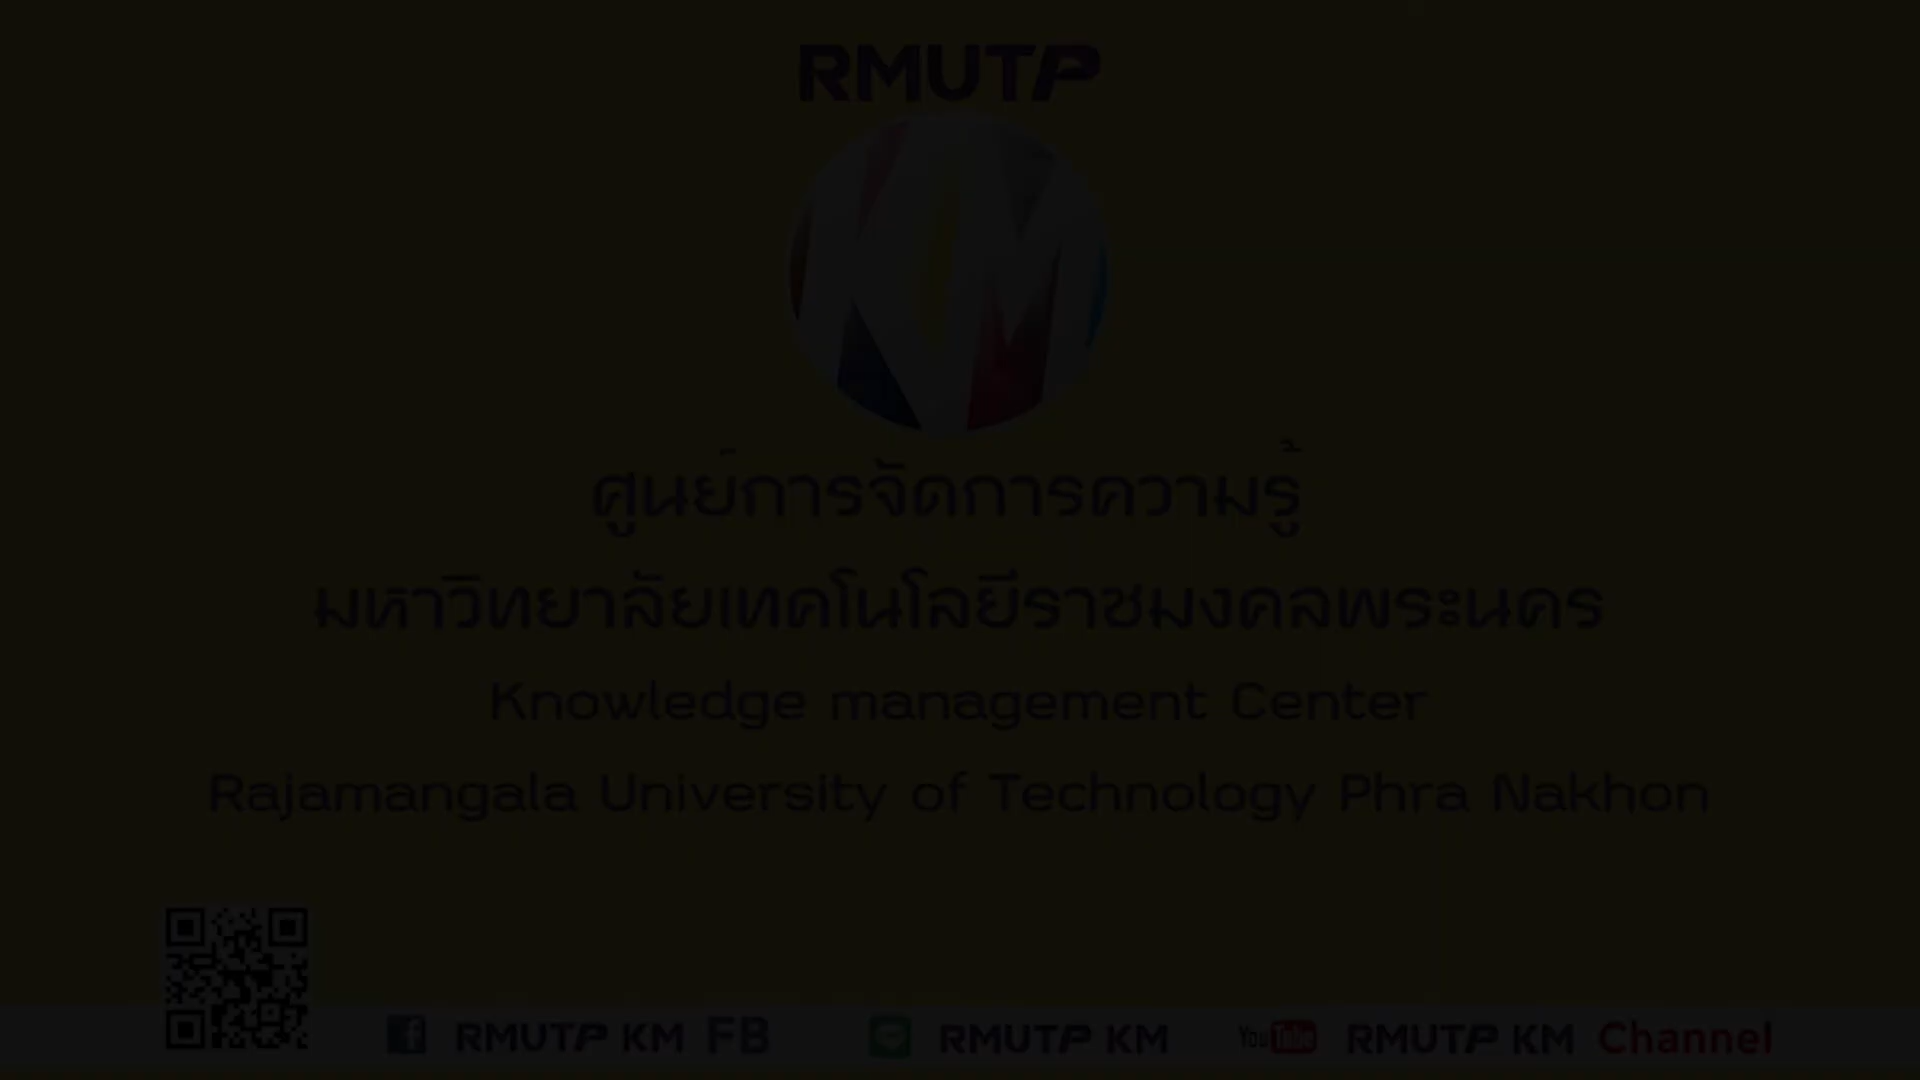 RMUTP
KM
ศูนย์การจัดการความรู้
มหาวิทยาลัยเทคโนโลยีราชมงคลพระนคร
Knowledge management Center
Rajamangala University of Technology Phra Nakhon
f RMUTP KM FB RMUTP KM YouTube RMUTP KM Channel